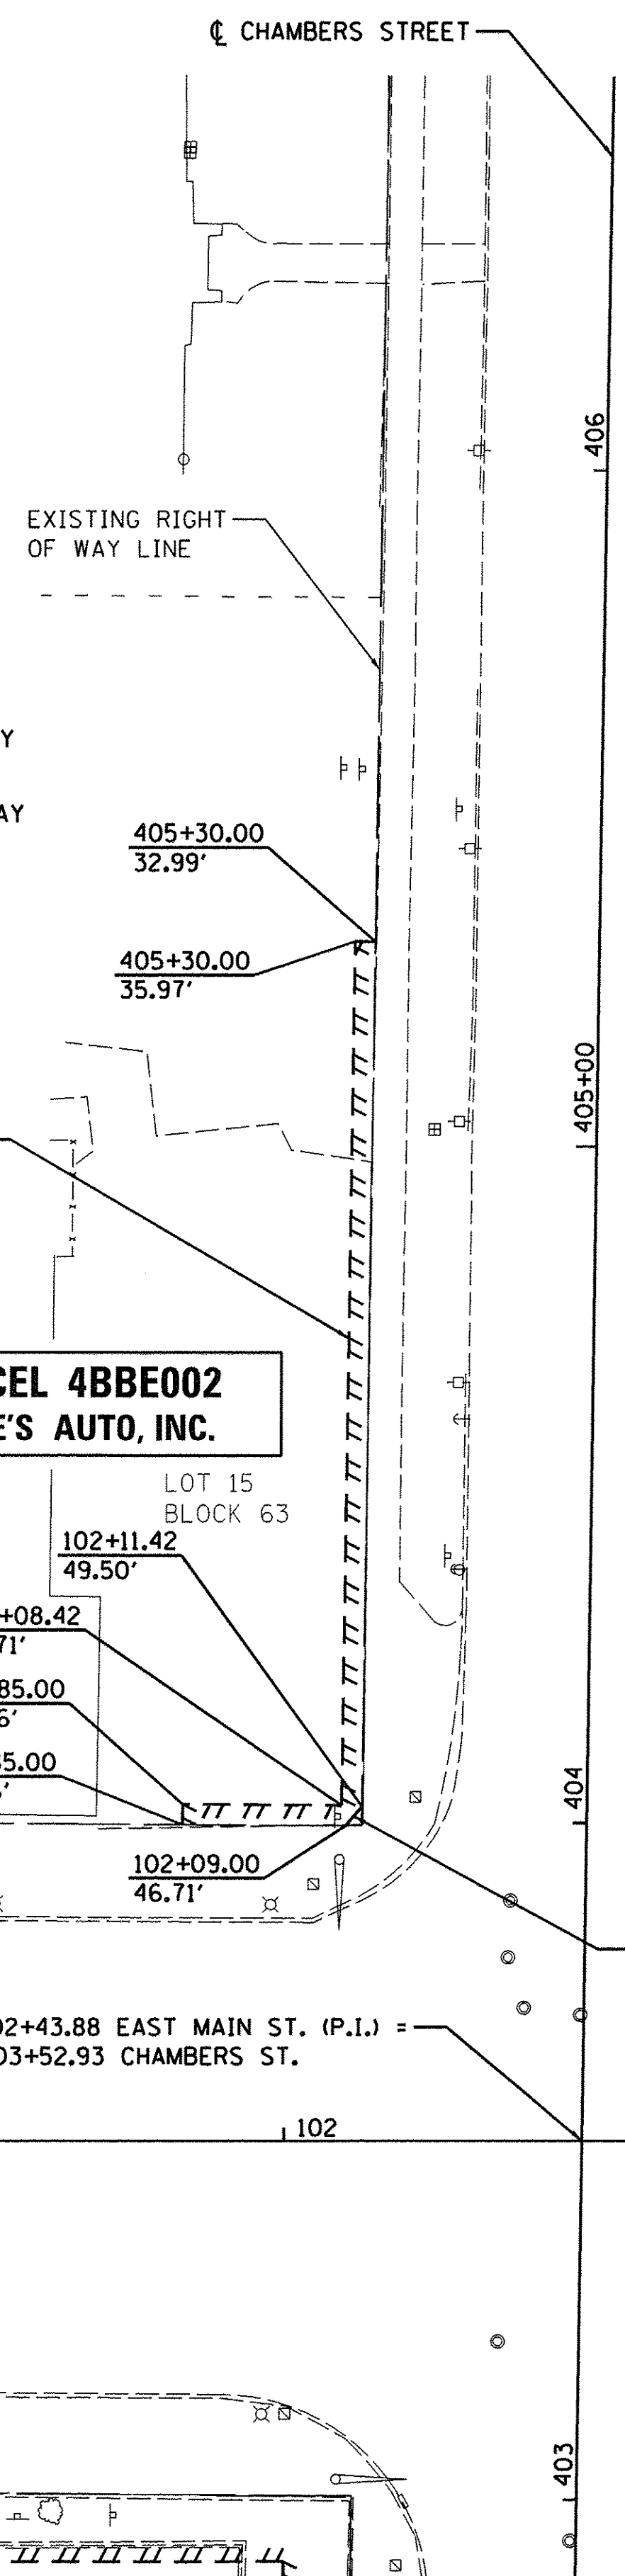 ℄ CHAMBERS STREET
406
EXISTING RIGHT
OF WAY LINE
Y
AY
405+30.00
32.99'
405+30.00
35.97'
405+00
CEL 4BBE002
E'S AUTO, INC.
LOT 15
BLOCK 63
102+11.42
49.50'
+08.42
71'
85.00
6'
35.00
404
102+09.00
46.71'
02+43.88 EAST MAIN ST. (P.I.) =
03+52.93 CHAMBERS ST.
102
403